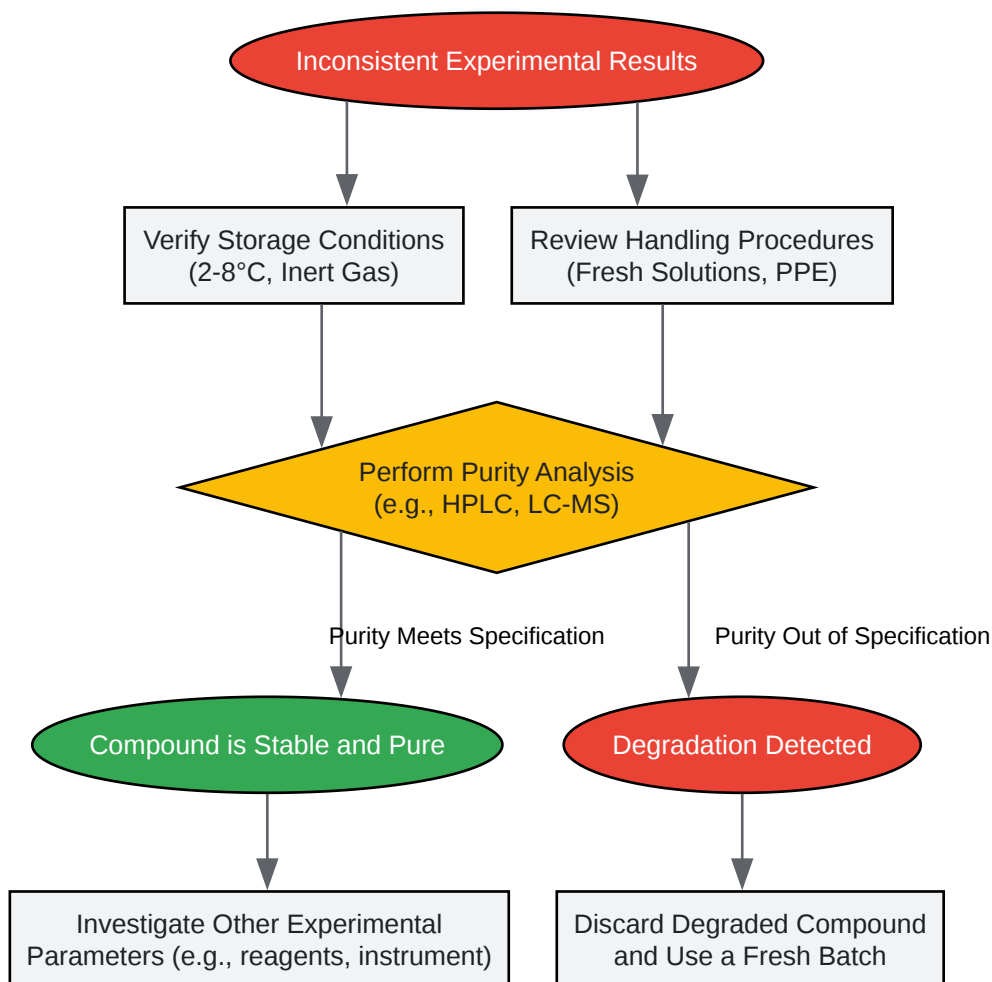 Inconsistent Experimental Results
Verify Storage Conditions
(2-8°C, Inert Gas)
Review Handling Procedures
(Fresh Solutions, PPE)
Perform Purity Analysis
(e.g., HPLC, LC-MS)
Purity Meets Specification
Purity Out of Specification
Compound is Stable and Pure
Degradation Detected
Investigate Other Experimental
Parameters (e.g., reagents, instrument)
Discard Degraded Compound
and Use a Fresh Batch